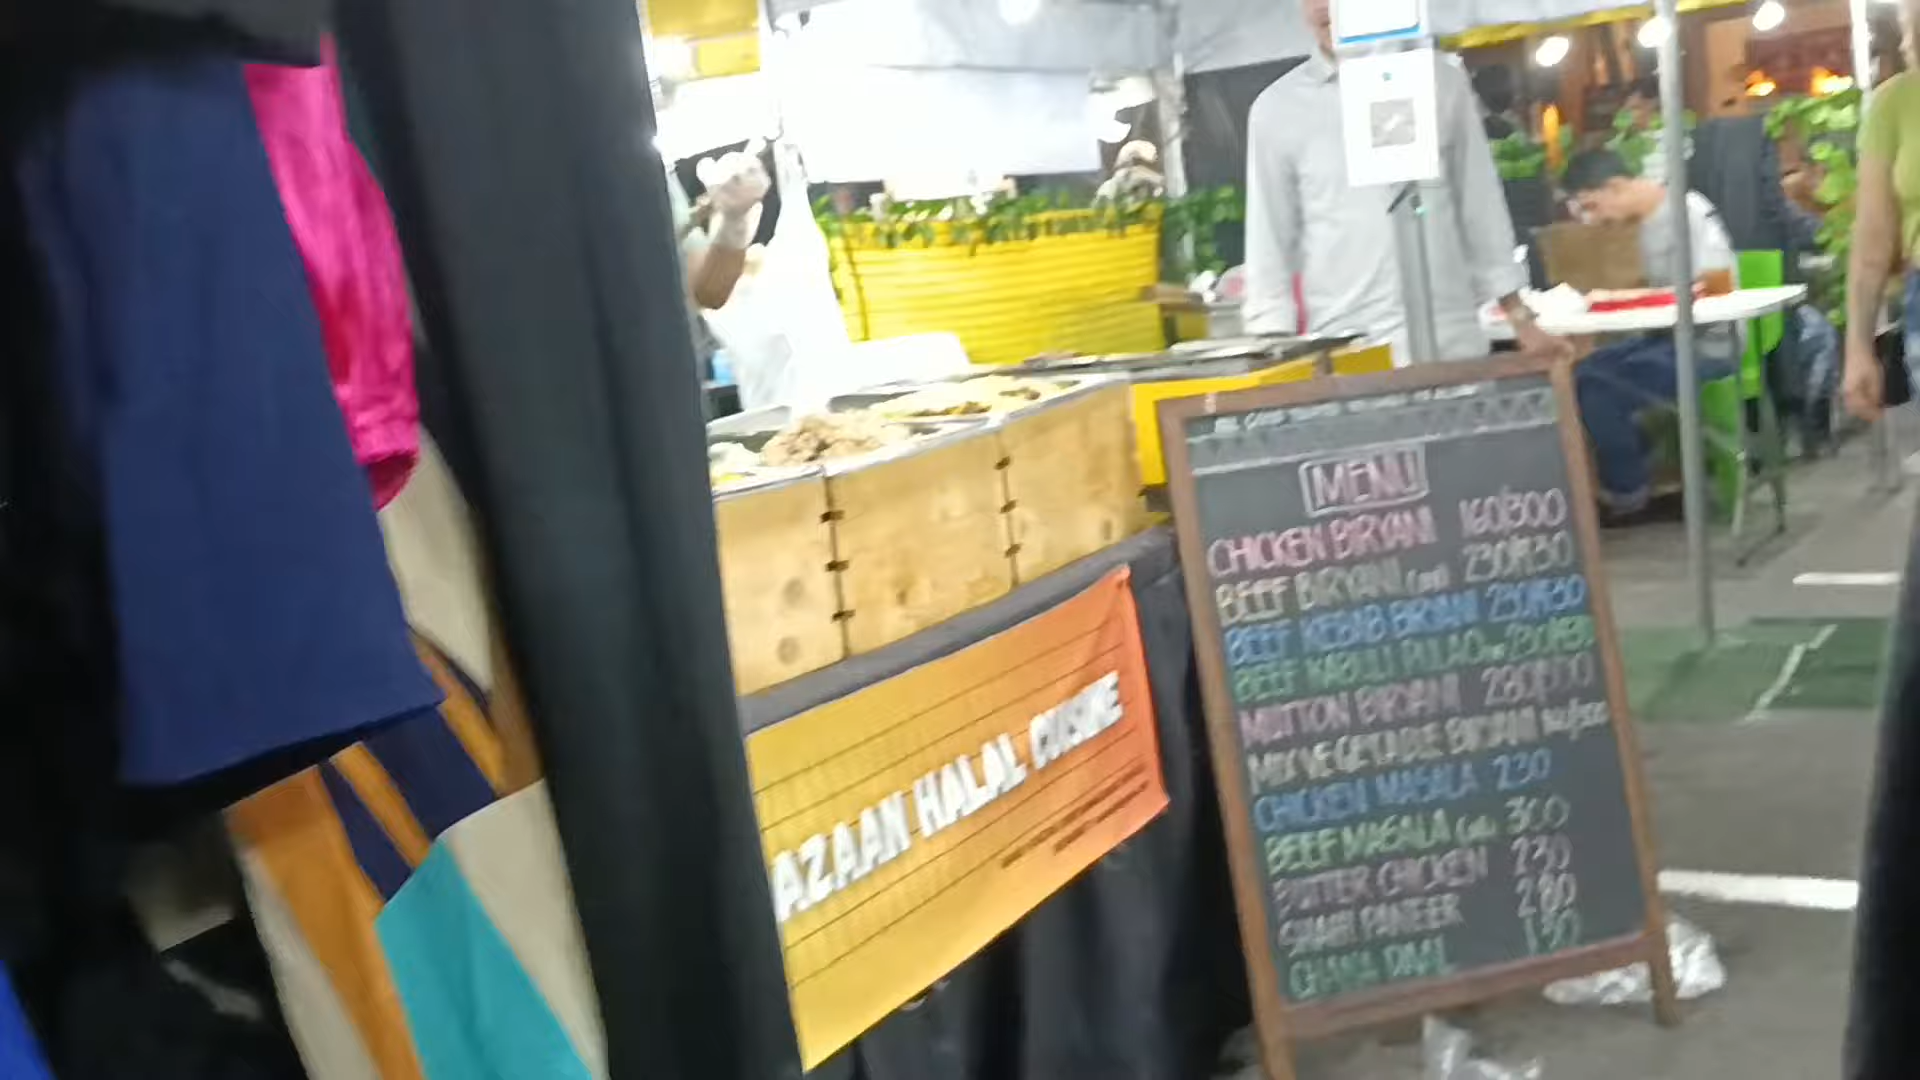 AZAAN HALAL CUISINE
MENU
CHICKEN BIRYANI 160/300
BEEF BIRYANI 230/430
BEEF KEBAB BIRYANI 230/430
BEEF KABULI PULAO 230/430
MUTTON BIRYANI 280/500
MIX VEGETABLE BIRYANI
CHICKEN MASALA 230
BEEF MASALA 300
BUTTER CHICKEN 230
SHAHI PANEER 280
CHANA DAAL 130